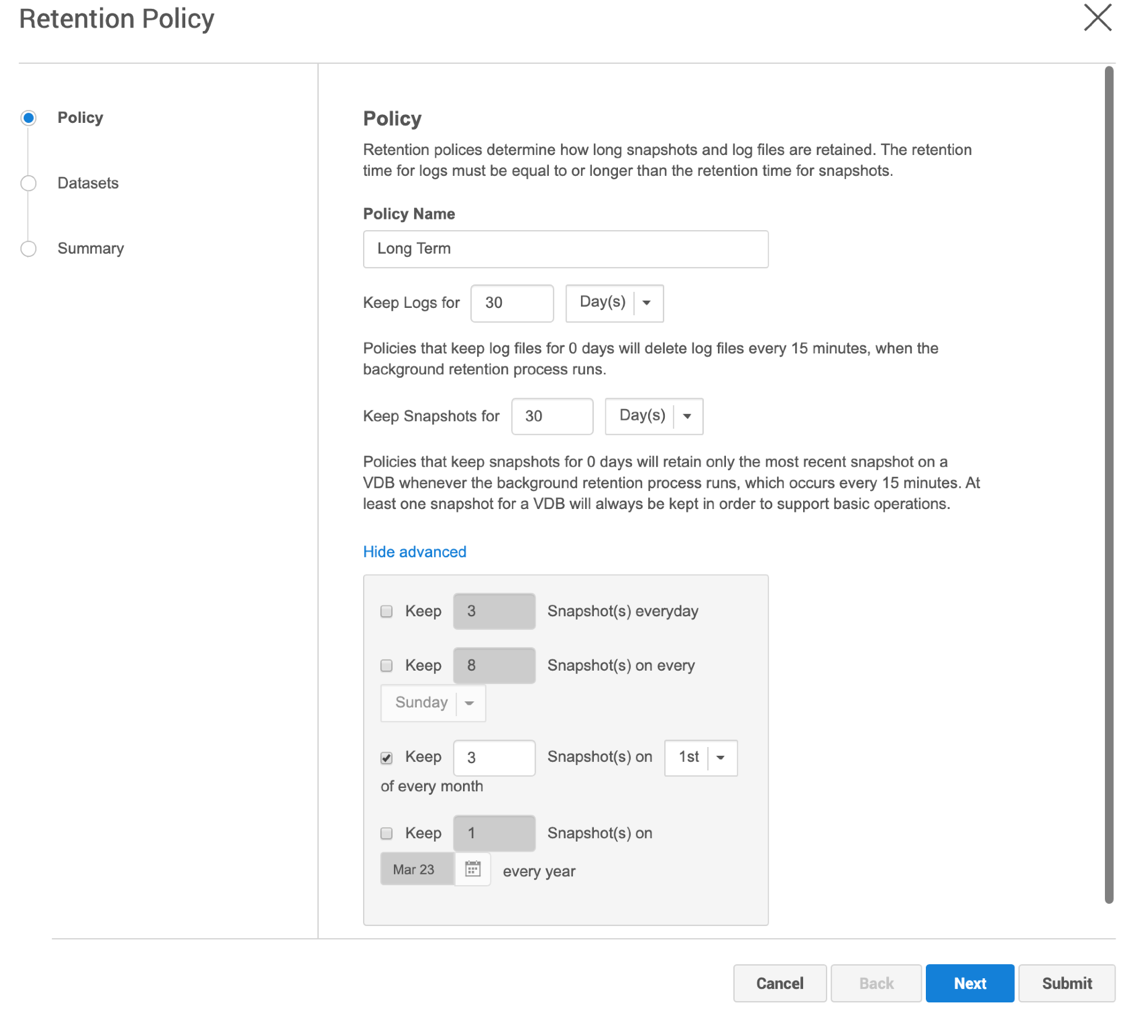 Retention Policy
Policy
Datasets
Summary
Policy
Retention polices determine how long snapshots and log files are retained. The retention
time for logs must be equal to or longer than the retention time for snapshots.
Policy Name
Long Term
Keep Logs for 30 Day(s)
Policies that keep log files for 0 days will delete log files every 15 minutes, when the
background retention process runs.
Keep Snapshots for 30 Day(s)
Policies that keep snapshots for 0 days will retain only the most recent snapshot on a
VDB whenever the background retention process runs, which occurs every 15 minutes. At
least one snapshot for a VDB will always be kept in order to support basic operations.
Hide advanced
Keep 3 Snapshot(s) everyday
Keep 8 Snapshot(s) on every
Sunday
Keep 3 Snapshot(s) on 1st
of every month
Keep 1 Snapshot(s) on
Mar 23 every year
Cancel Back Next Submit